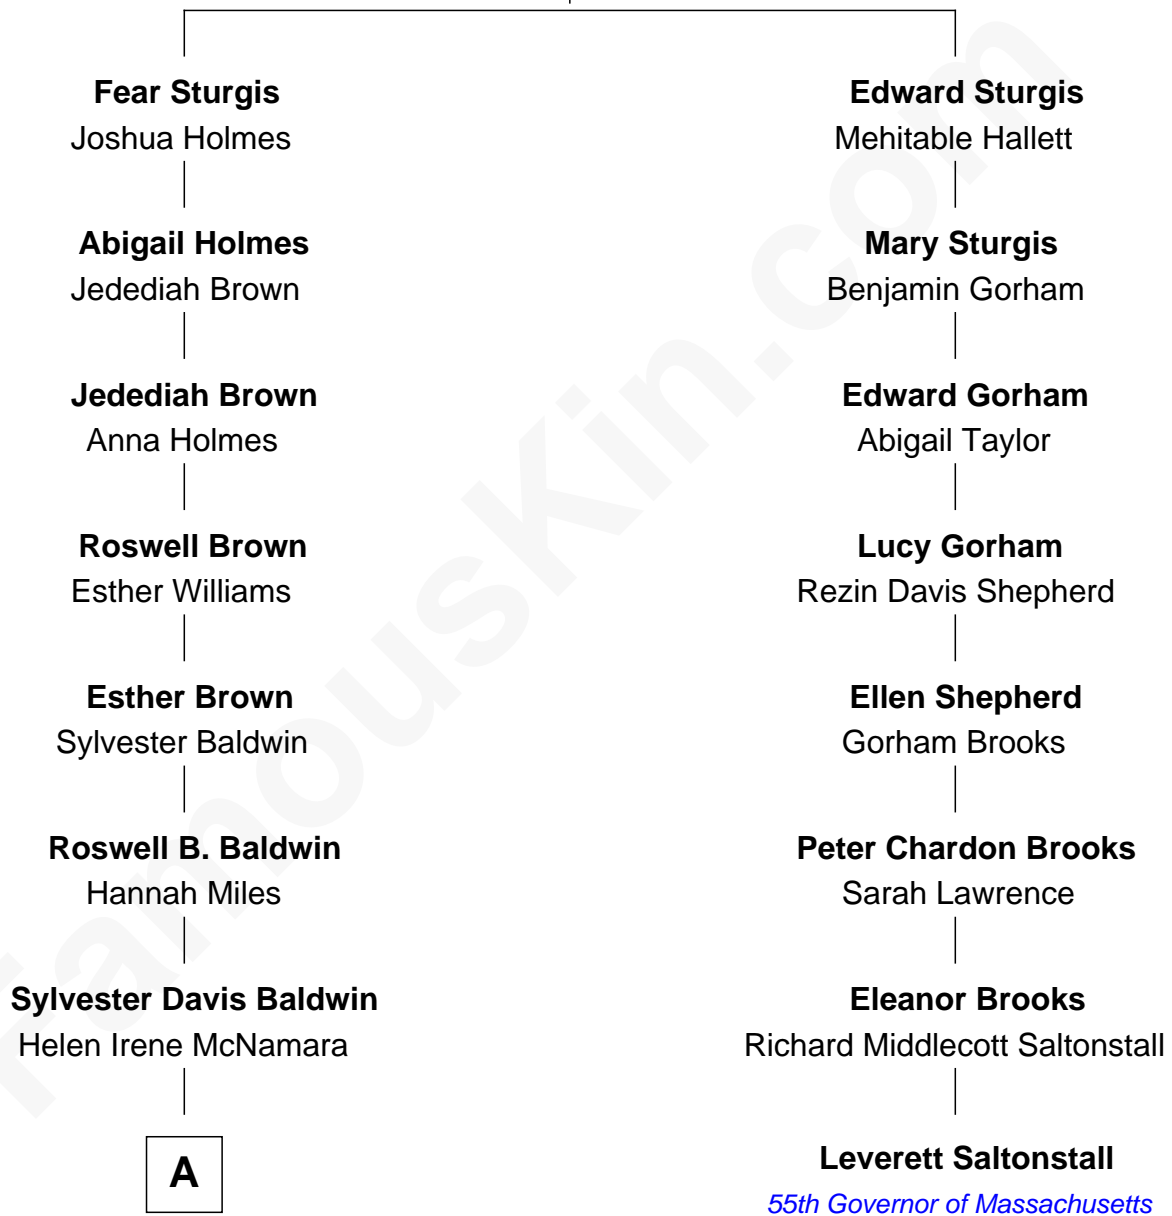 Fear Sturgis
Joshua Holmes
Abigail Holmes
Jedediah Brown
Jedediah Brown
Anna Holmes
Roswell Brown
Esther Williams
Esther Brown
Sylvester Baldwin
Roswell B. Baldwin
Hannah Miles
Sylvester Davis Baldwin
Helen Irene McNamara
A
Edward Sturgis
Mehitable Hallett
Mary Sturgis
Benjamin Gorham
Edward Gorham
Abigail Taylor
Lucy Gorham
Rezin Davis Shepherd
Ellen Shepherd
Gorham Brooks
Peter Chardon Brooks
Sarah Lawrence
Eleanor Brooks
Richard Middlecott Saltonstall
Leverett Saltonstall
55th Governor of Massachusetts
FamousKin.com